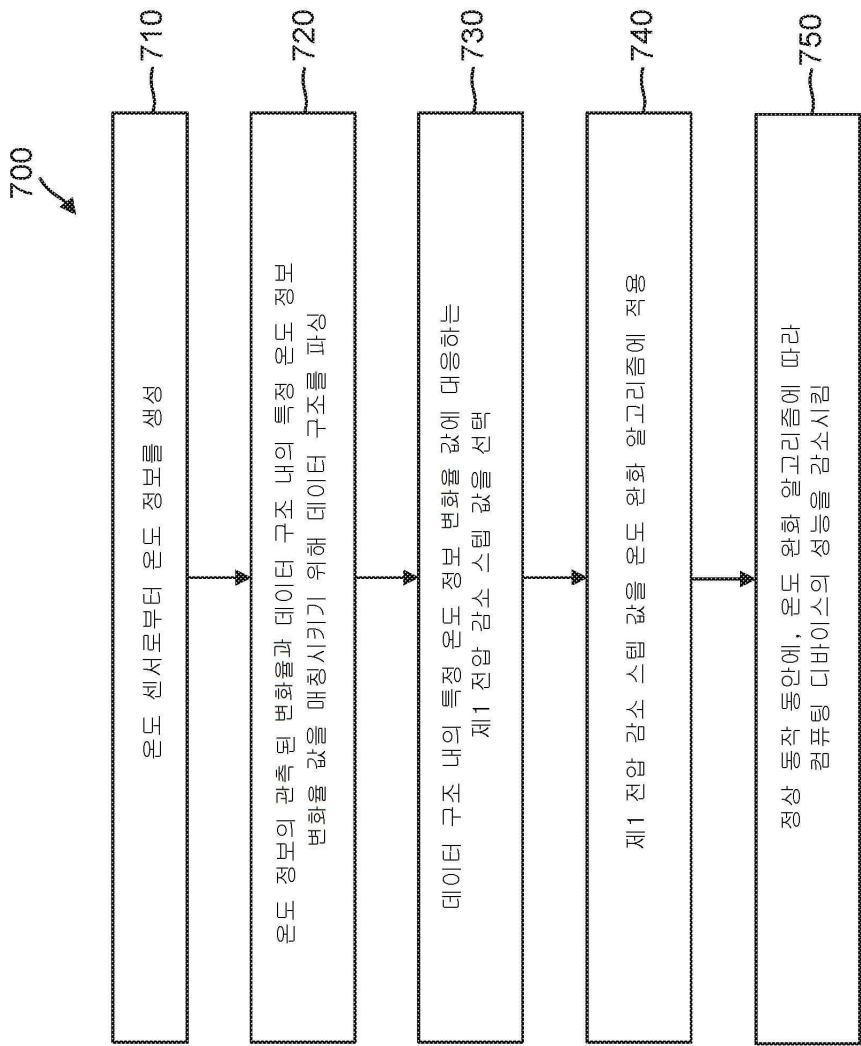 700
온도 센서로부터 온도 정보를 생성
710
온도 정보의 관측된 변화율과 데이터 구조 내의 특정 온도 정보
변화율 값을 매칭시키기 위해 데이터 구조를 파싱
720
데이터 구조 내의 특정 온도 정보 변화율 값에 대응하는
제1 전압 감소 스텝 값을 선택
730
제1 전압 감소 스텝 값을 온도 완화 알고리즘에 적용
740
정상 동작 동안에, 온도 완화 알고리즘에 따라
컴퓨팅 디바이스의 성능을 감소시킴
750